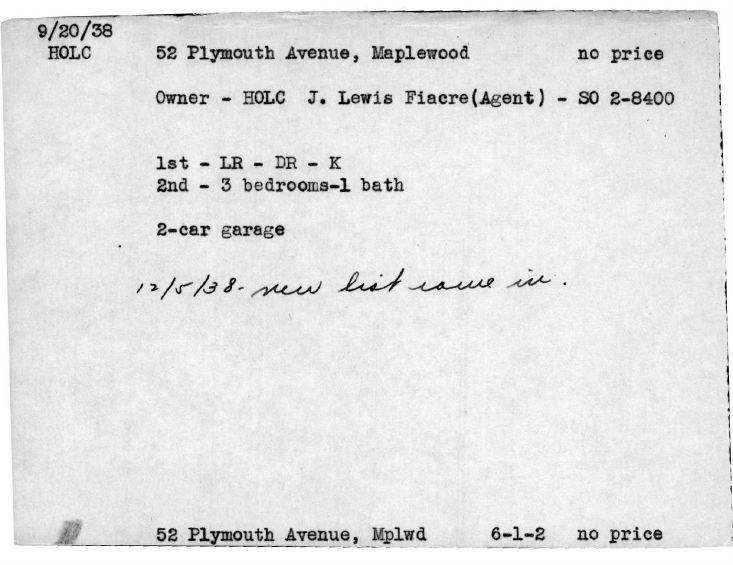 9/20/38
HOLC 52 Plymouth Avenue, Maplewood no price
Owner - HOLC J. Lewis Fiacre(Agent) - SO 2-8400
1st - LR - DR - K
2nd - 3 bedrooms-1 bath
2-car garage
12/5/38- new list came in.
52 Plymouth Avenue, Mplwd 6-1-2 no price